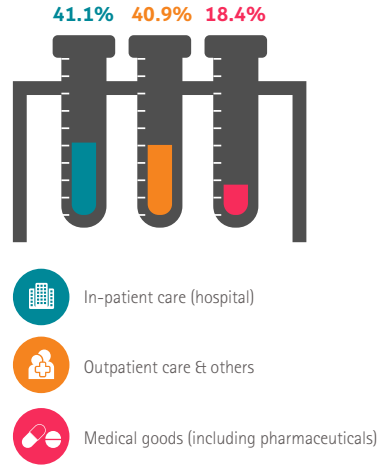 41.1% 40.9% 18.4%
In-patient care (hospital)
Outpatient care & others
Medical goods (including pharmaceuticals)